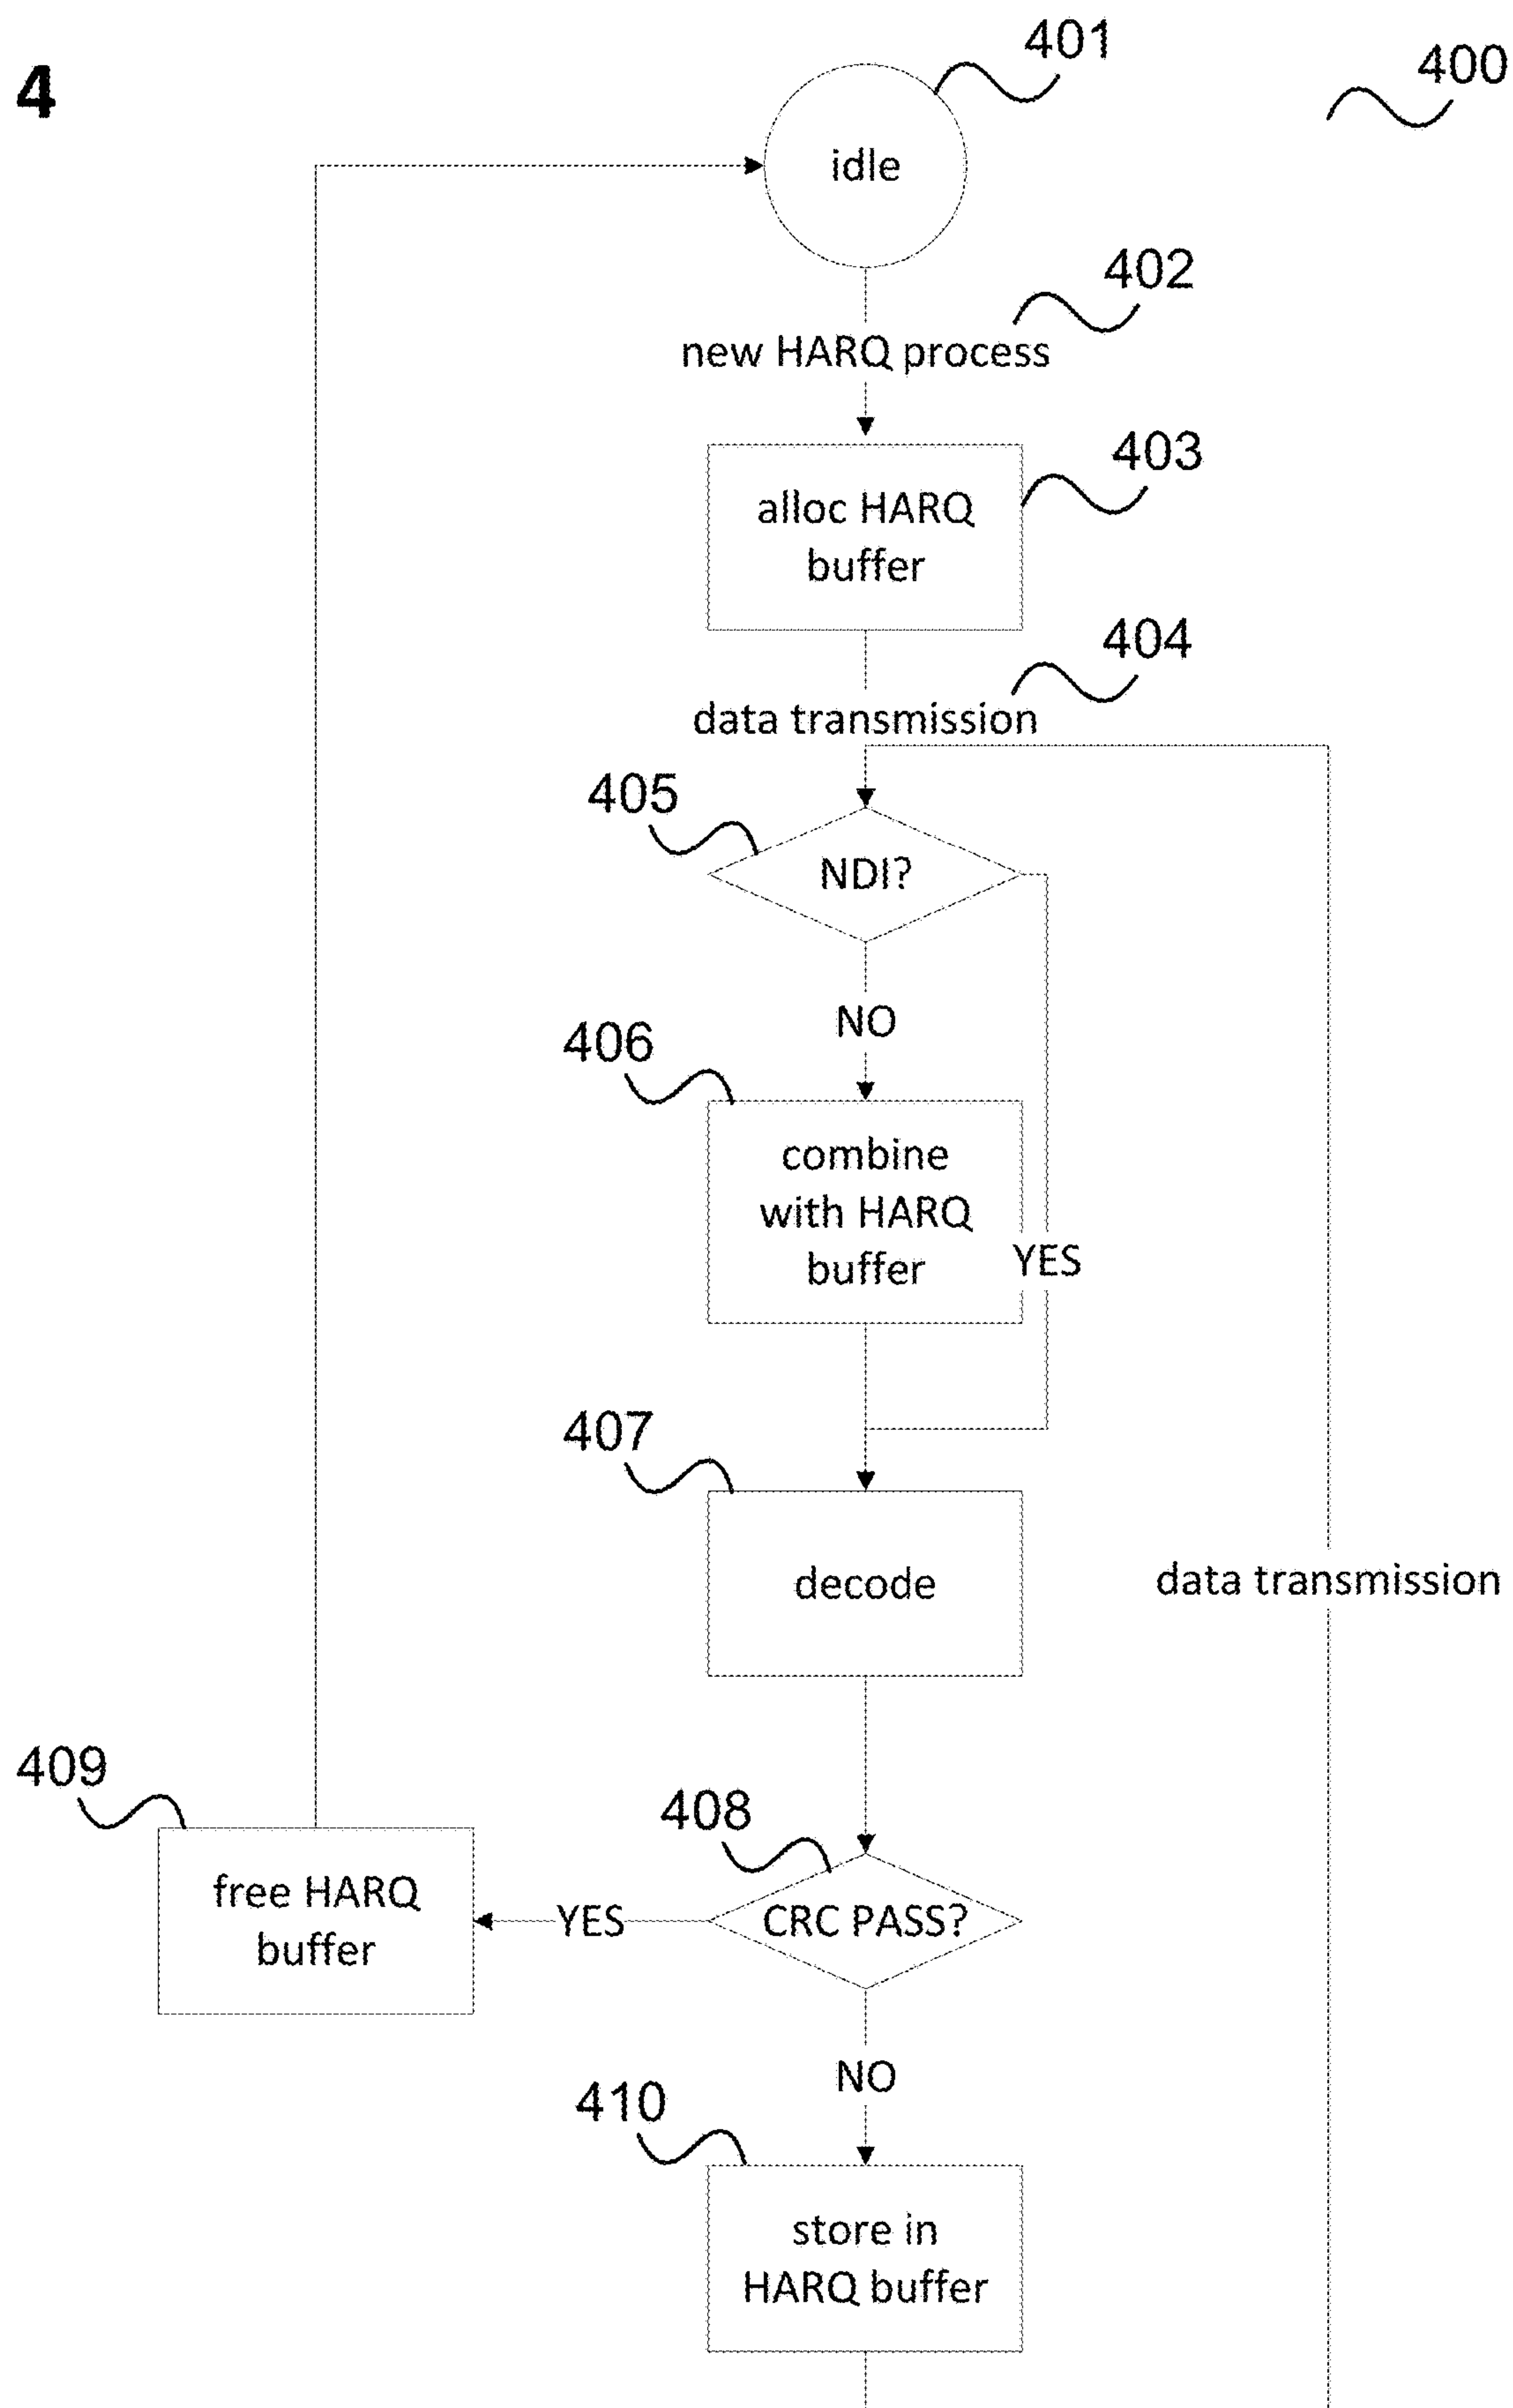 4
401
400
idle
402
new HARQ process
403
alloc HARQ
buffer
404
data transmission
405
NDI?
NO
406
combine
with HARQ
buffer
YES
407
decode
data transmission
409
408
free HARQ
buffer
YES
CRC PASS?
NO
410
store in
HARQ buffer